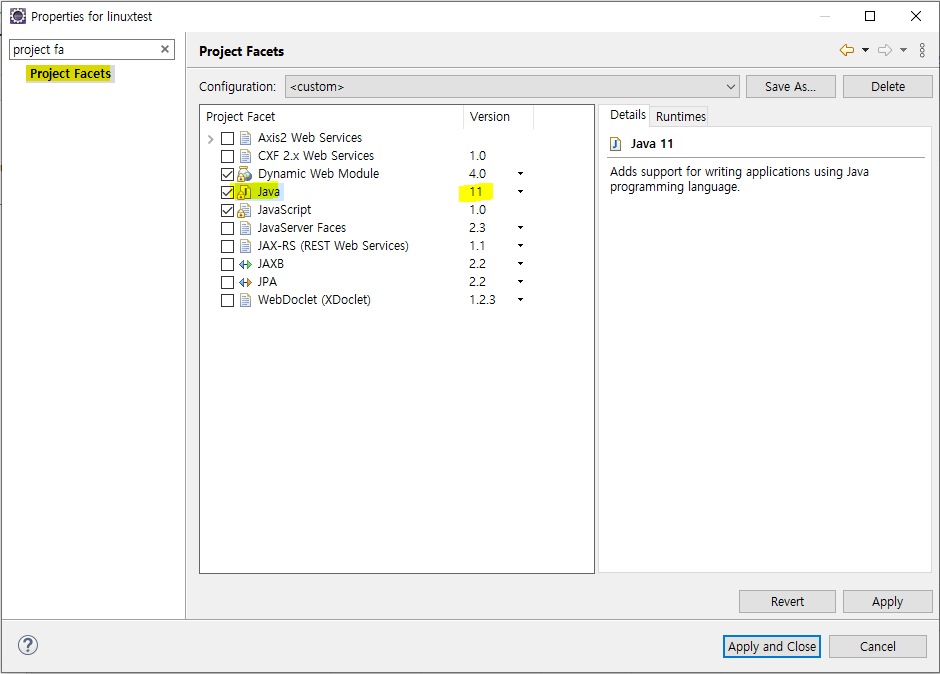 Properties for linuxtest
project fa
Project Facets
Project Facets
Configuration: <custom> Save As... Delete
Project Facet Version
Axis2 Web Services
CXF 2.x Web Services 1.0
Dynamic Web Module 4.0
Java 11
JavaScript 1.0
JavaServer Faces 2.3
JAX-RS (REST Web Services) 1.1
JAXB 2.2
JPA 2.2
WebDoclet (XDoclet) 1.2.3
Details Runtimes
Java 11
Adds support for writing applications using Java
programming language.
Revert Apply
Apply and Close Cancel